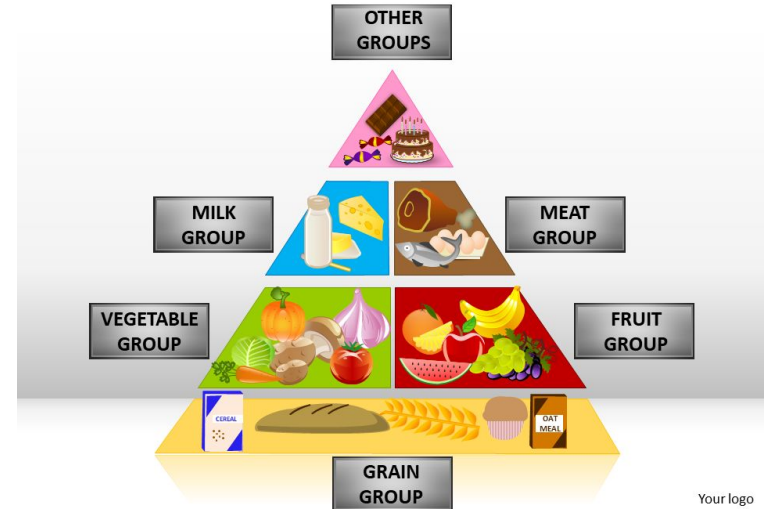 OTHER
GROUPS
MILK
GROUP
MEAT
GROUP
VEGETABLE
GROUP
FRUIT
GROUP
CEREAL
OAT
MEAL
GRAIN
GROUP
Your logo